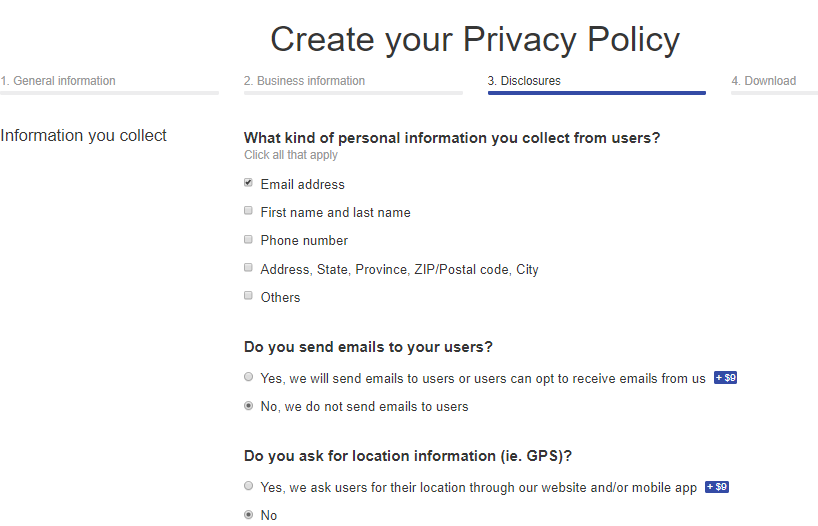 Create your Privacy Policy
1. General information
2. Business information
3. Disclosures
4. Download
Information you collect
What kind of personal information you collect from users?
Click all that apply
Email address
First name and last name
Phone number
Address, State, Province, ZIP/Postal code, City
Others
Do you send emails to your users?
Yes, we will send emails to users or users can opt to receive emails from us + $9
No, we do not send emails to users
Do you ask for location information (ie. GPS)?
Yes, we ask users for their location through our website and/or mobile app + $9
No